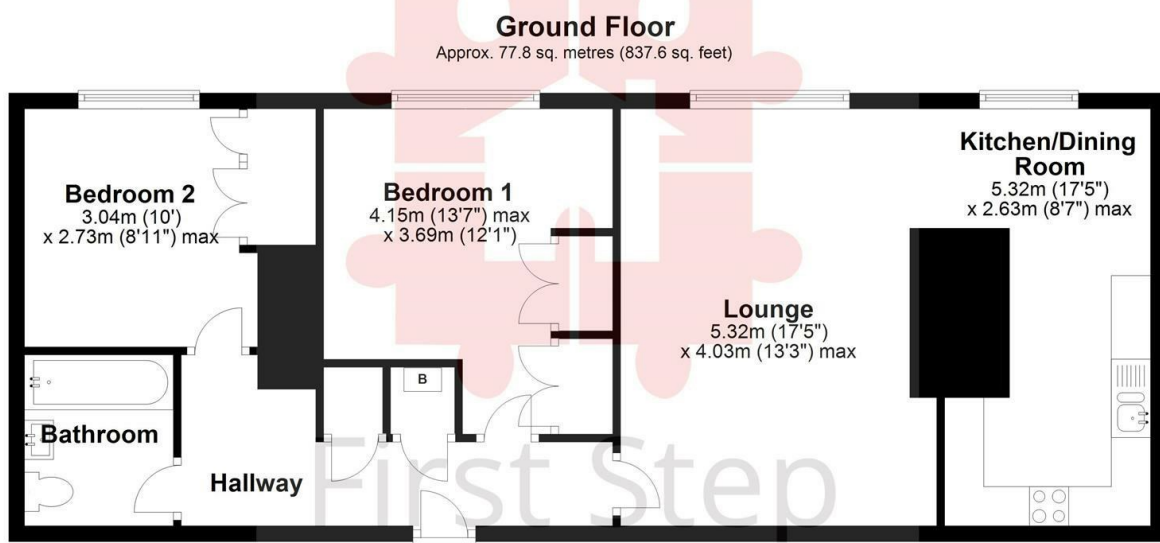 Ground Floor
Approx. 77.8 sq. metres (837.6 sq. feet)
Bedroom 2
3.04m (10')
x 2.73m (8'11") max
Bedroom 1
4.15m (13'7") max
x 3.69m (12'1")
Kitchen/Dining
Room
5.32m (17'5")
x 2.63m (8'7") max
Lounge
5.32m (17'5")
x 4.03m (13'3") max
B
Bathroom
Hallway
First Step